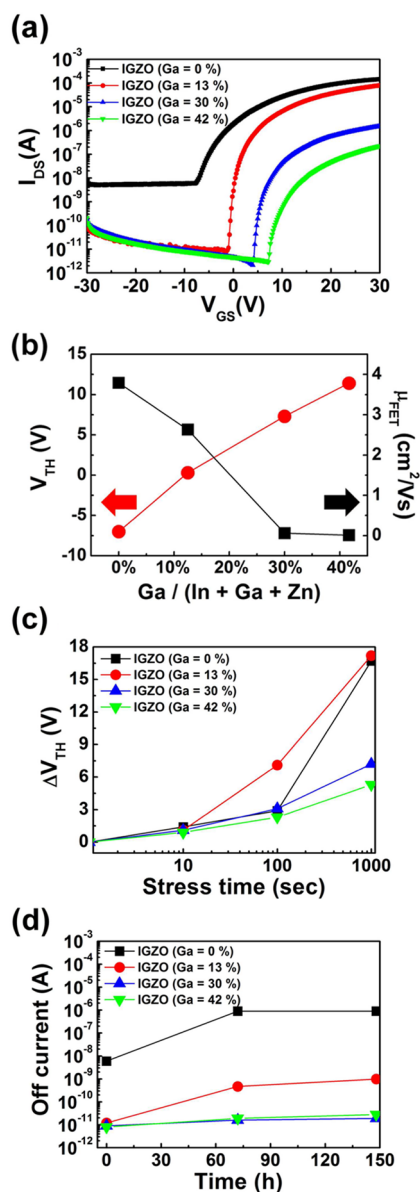 (a)
10⁻³
10⁻⁴
10⁻⁵
10⁻⁶
10⁻⁷
10⁻⁸
10⁻⁹
10⁻¹⁰
10⁻¹¹
10⁻¹²
I_DS(A)
IGZO (Ga = 0 %)
IGZO (Ga = 13 %)
IGZO (Ga = 30 %)
IGZO (Ga = 42 %)
-30 -20 -10 0 10 20 30
V_GS(V)
(b)
15
10
5
0
-5
-10
V_TH (V)
4
3
2
1
0
μ_FET (cm²/Vs)
0% 10% 20% 30% 40%
Ga / (In + Ga + Zn)
(c)
18
15
12
9
6
3
0
ΔV_TH (V)
IGZO (Ga = 0 %)
IGZO (Ga = 13 %)
IGZO (Ga = 30 %)
IGZO (Ga = 42 %)
10 100 1000
Stress time (sec)
(d)
10⁻³
10⁻⁴
10⁻⁵
10⁻⁶
10⁻⁷
10⁻⁸
10⁻⁹
10⁻¹⁰
10⁻¹¹
10⁻¹²
Off current (A)
IGZO (Ga = 0 %)
IGZO (Ga = 13 %)
IGZO (Ga = 30 %)
IGZO (Ga = 42 %)
0 30 60 90 120 150
Time (h)